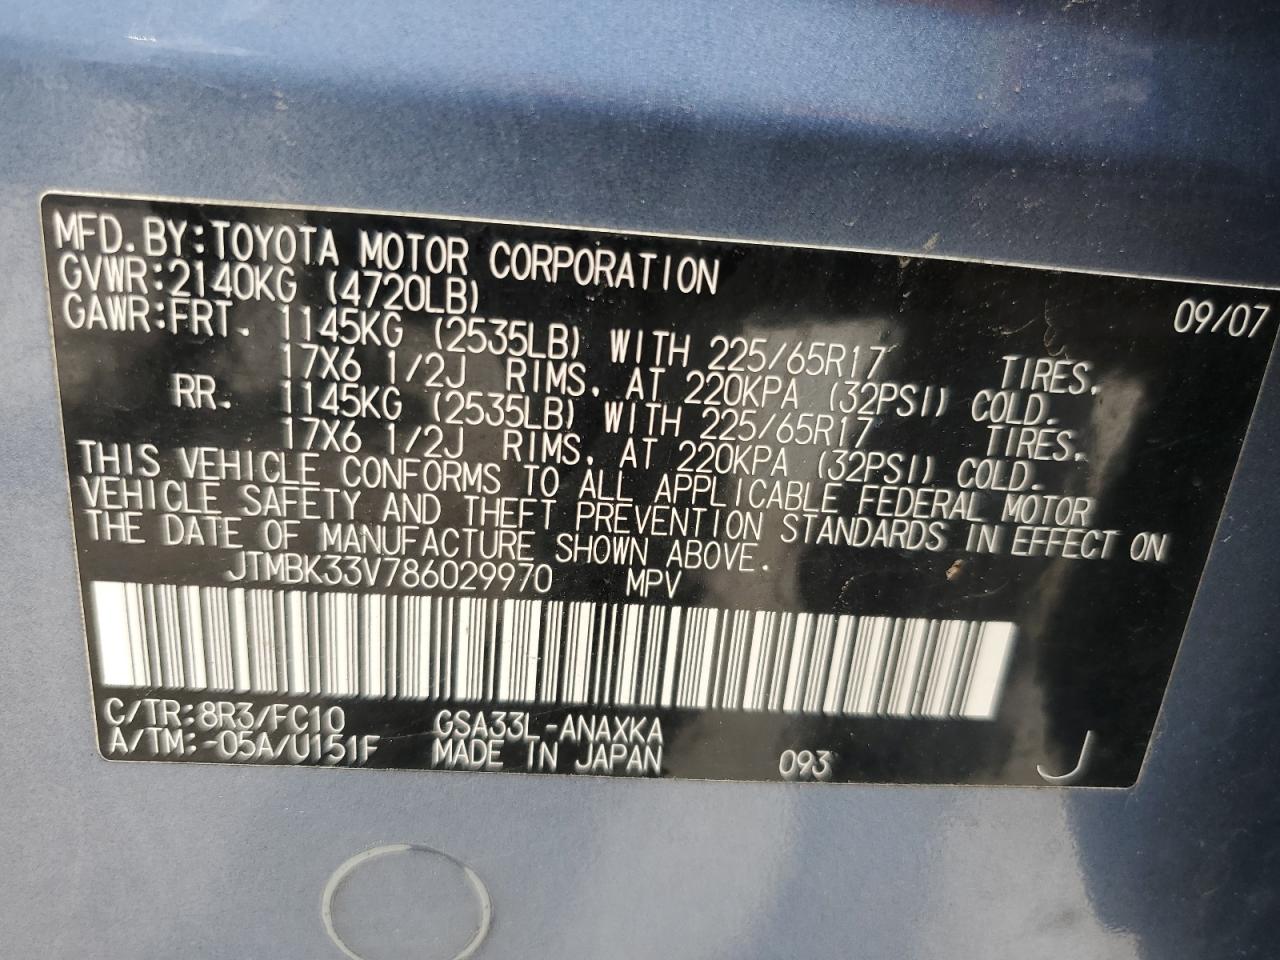 MFD.BY:TOYOTA MOTOR CORPORATION 09/07
GVWR:2140KG (4720LB)
GAWR:FRT. 1145KG (2535LB) WITH 225/65R17 TIRES,
17X6 1/2J RIMS, AT 220KPA (32PSI) COLD.
RR. 1145KG (2535LB) WITH 225/65R17 TIRES,
17X6 1/2J RIMS, AT 220KPA (32PSI) COLD.
THIS VEHICLE CONFORMS TO ALL APPLICABLE FEDERAL MOTOR
VEHICLE SAFETY AND THEFT PREVENTION STANDARDS IN EFFECT ON
THE DATE OF MANUFACTURE SHOWN ABOVE.
JTMBK33V786029970 MPV
C/TR:8R3/FC10 GSA33L-ANAXKA
A/TM:-05A/U151F MADE IN JAPAN 093 J